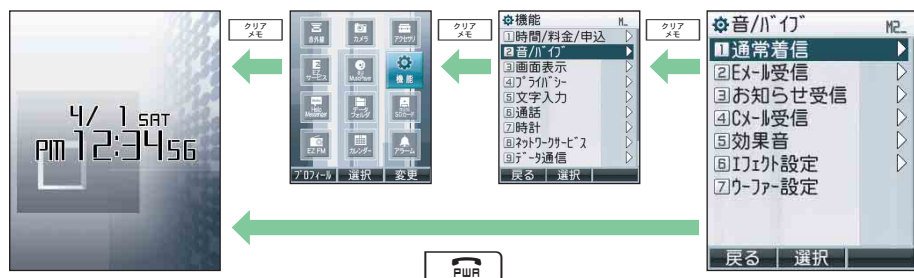 4/ 1 SAT
PM 12:34 56
クリア
メモ
赤外線
カメラ
アクセサリ
EZ
サービス
au
Music Player
機能
Hello
Messenger
データ
フォルダ
SDカード
EZ FM
カレンダー
アラーム
プロフィール 選択 変更
クリア
メモ
機能
1時間/料金/申込
2音/バイブ
3画面表示
4プライバシー
5文字入力
6通話
7時計
8ネットワークサービス
9データ通信
戻る 選択
クリア
メモ
音/バイブ M2_
1通常着信
2Eメール受信
3お知らせ受信
4Cメール受信
5効果音
6エフェクト設定
7ウーファー設定
戻る 選択
PWR